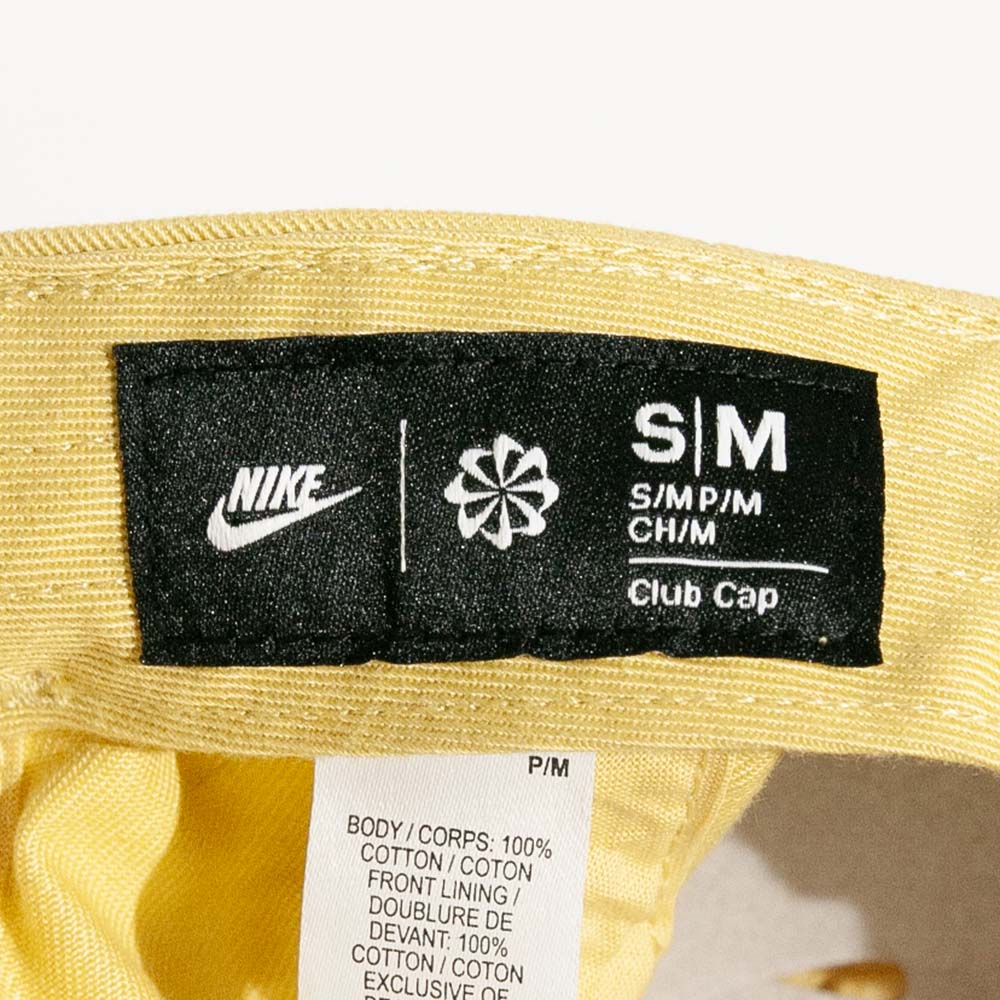 NIKE
S|M
S/M P/M
CH/M
Club Cap
P/M
BODY / CORPS: 100%
COTTON / COTON
FRONT LINING /
DOUBLURE DE
DEVANT: 100%
COTTON / COTON
EXCLUSIVE OF